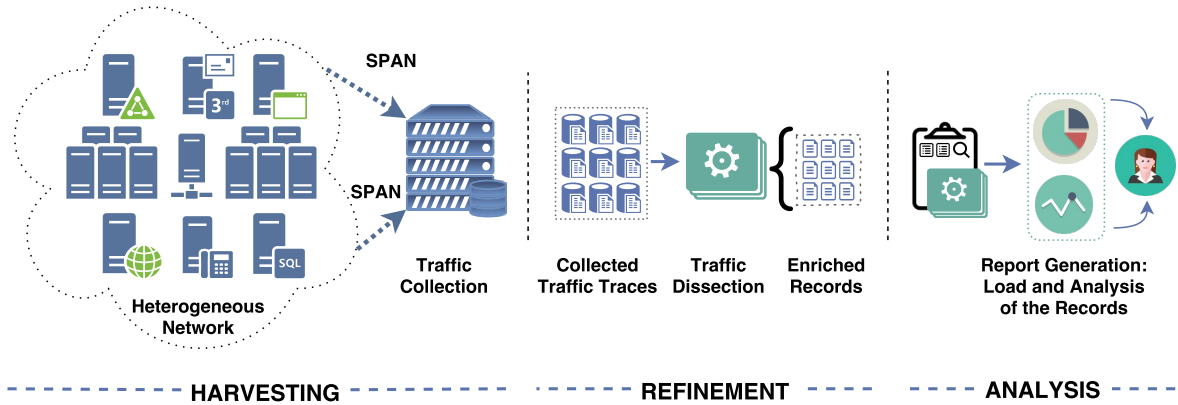 SPAN
3rd
SPAN
SQL
Heterogeneous
Network
Traffic
Collection
Collected
Traffic Traces
Traffic
Dissection
Enriched
Records
Report Generation:
Load and Analysis
of the Records
HARVESTING
REFINEMENT
ANALYSIS